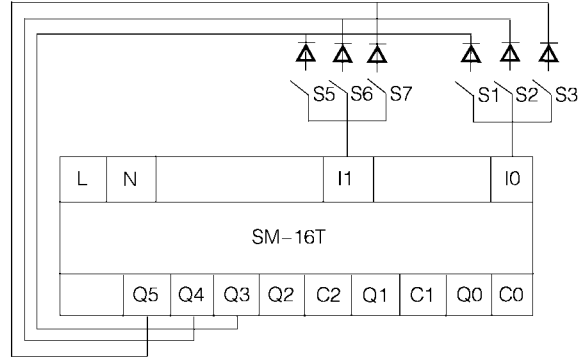 S5 S6 S7 S1 S2 S3
L N I1 I0
SM-16T
Q5 Q4 Q3 Q2 C2 Q1 C1 Q0 C0